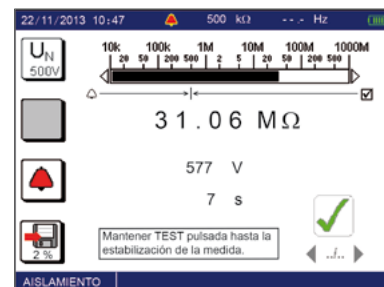 22/11/2013 10:47 500 kΩ --.- Hz
UN
500V
10k 100k 1M 10M 100M 1000M
20 50 200 500 2 5 20 50 200 500
31.06 MΩ
577 V
7 s
2 %
Mantener TEST pulsada hasta la
estabilización de la medida.
../..
AISLAMIENTO